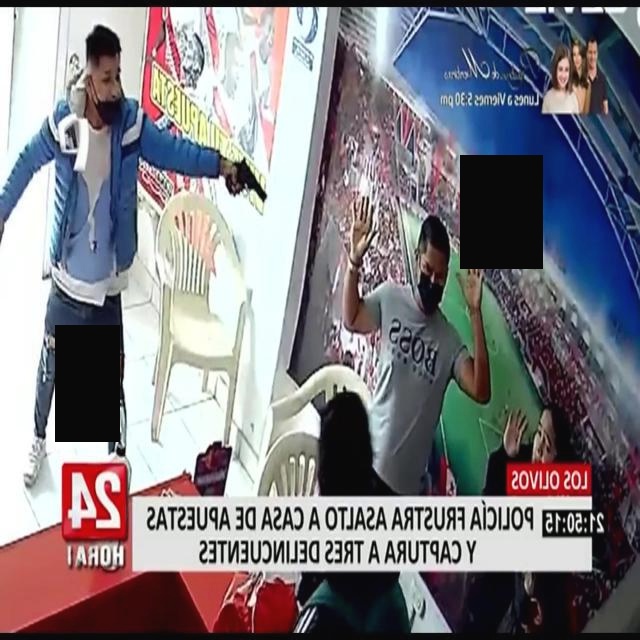 Lunes a Viernes 5:30 pm
APUESTA
BOSS
LOS OLIVOS
21:50:15
POLICÍA FRUSTRA ASALTO A CASA DE APUESTAS
Y CAPTURA A TRES DELINCUENTES
24
HORAS